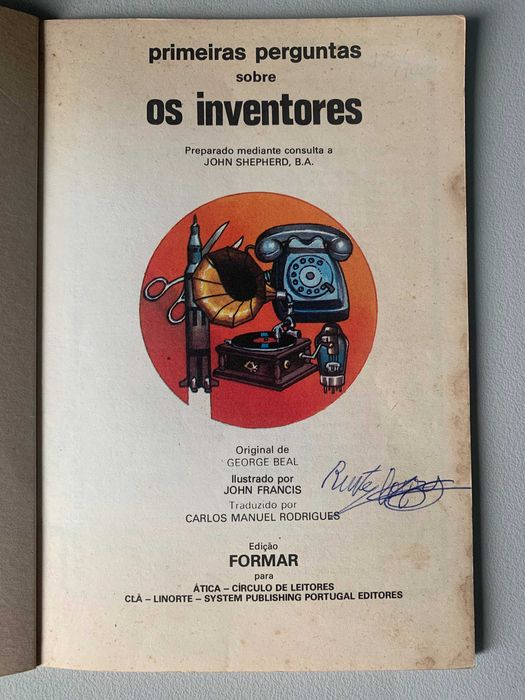 primeiras perguntas
sobre
os inventores
Preparado mediante consulta a
JOHN SHEPHERD, B.A.
Original de
GEORGE BEAL
Ilustrado por
JOHN FRANCIS
Traduzido por
CARLOS MANUEL RODRIGUES
Edição
FORMAR
para
ÁTICA – CÍRCULO DE LEITORES
CLÀ – LINORTE – SYSTEM PUBLISHING PORTUGAL EDITORES